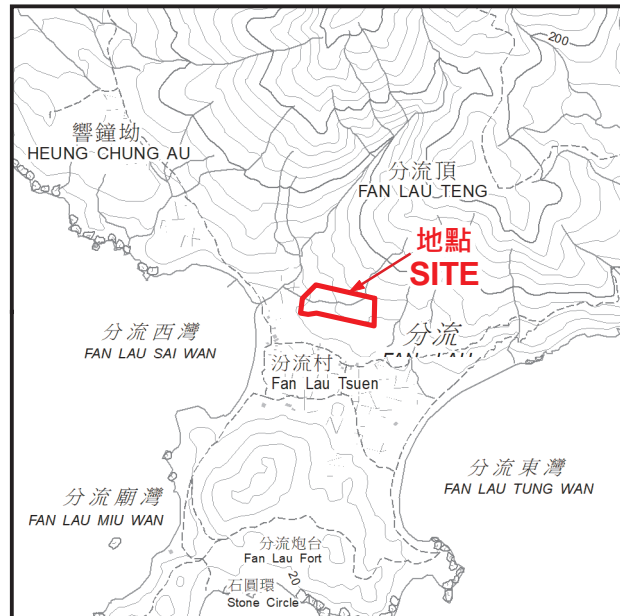 200
響鐘坳
HEUNG CHUNG AU
分流頂
FAN LAU TENG
地點
SITE
分流西灣
FAN LAU SAI WAN
分流
FAN LAU
汾流村
Fan Lau Tsuen
分流東灣
FAN LAU TUNG WAN
分流廟灣
FAN LAU MIU WAN
分流炮台
Fan Lau Fort
20
石圓環
Stone Circle